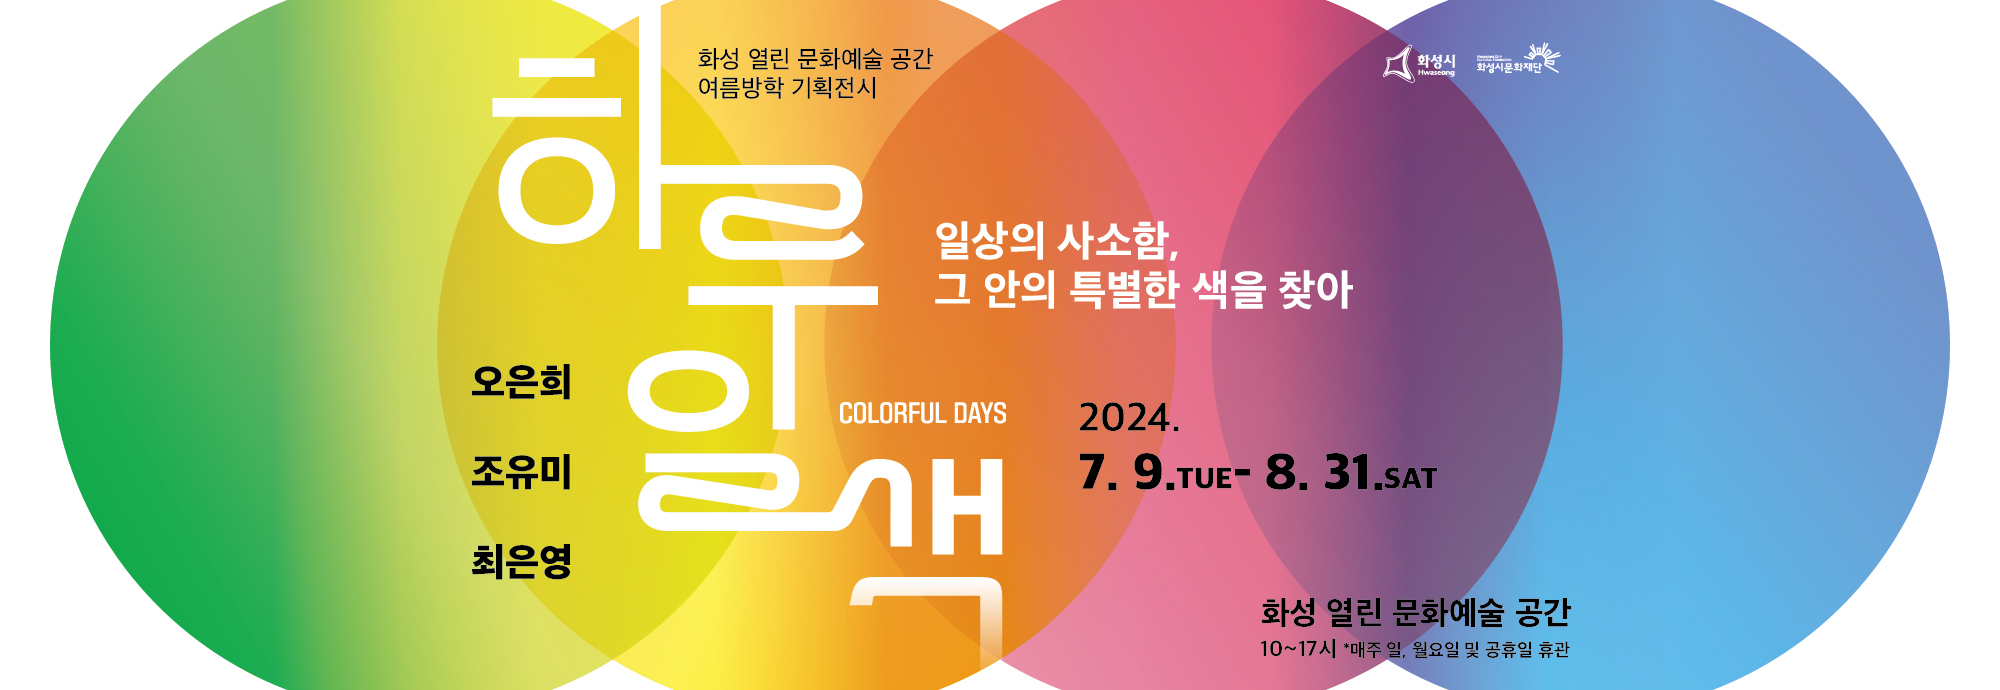 화성 열린 문화예술 공간
여름방학 기획전시
화성시
Hwaseong
화성시문화재단
하루
일
색
COLORFUL DAYS
일상의 사소함,
그 안의 특별한 색을 찾아
오은희
조유미
최은영
2024.
7. 9.TUE- 8. 31.SAT
화성 열린 문화예술 공간
10~17시 *매주 일, 월요일 및 공휴일 휴관